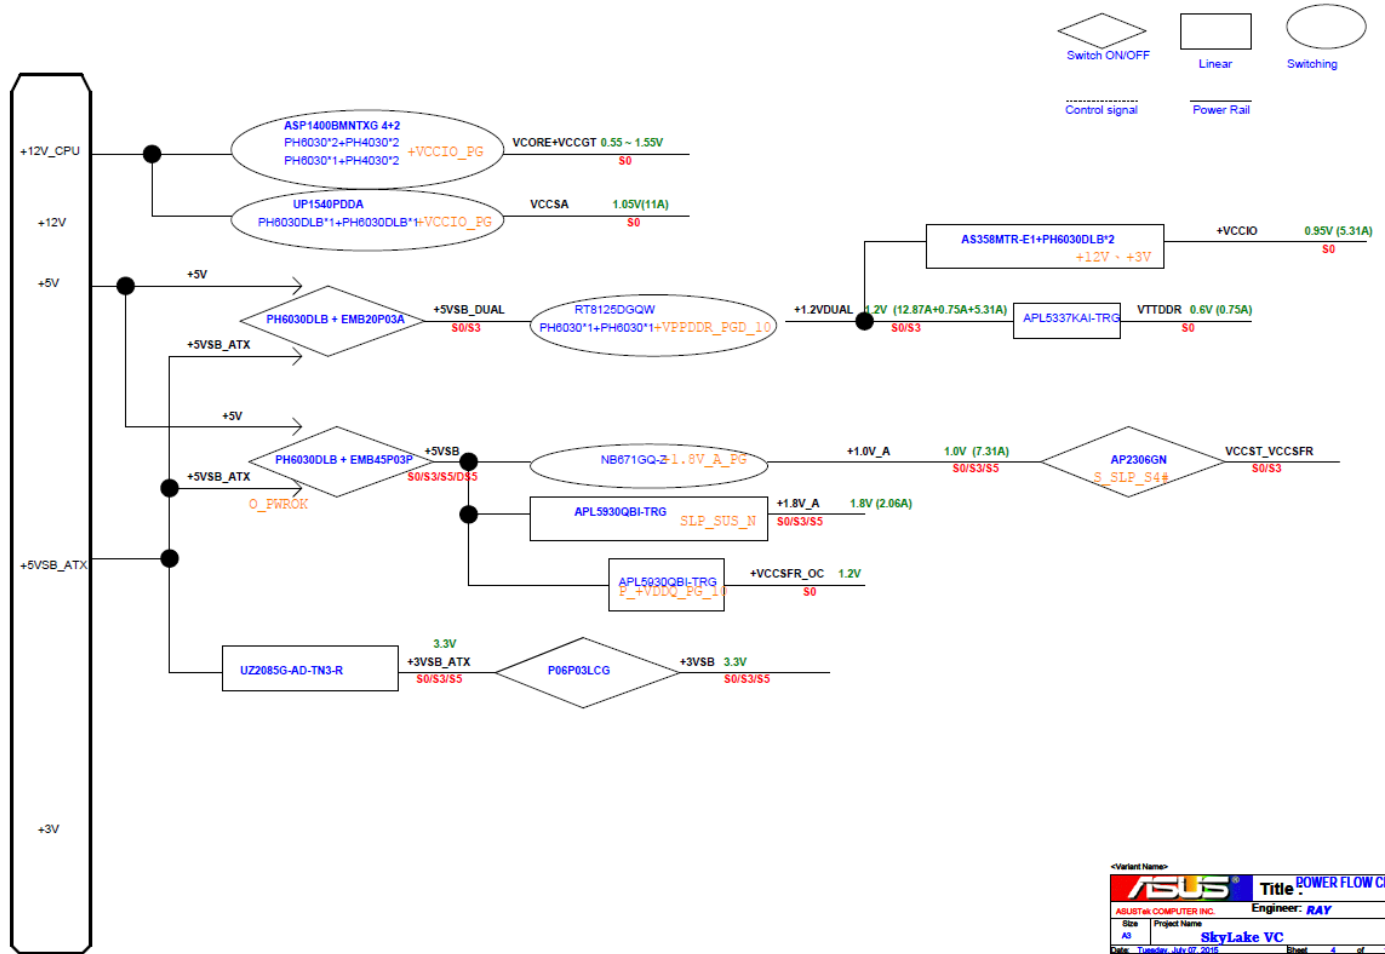 Switch ON/OFF
Linear
Switching
Control signal
Power Rail
+12V_CPU
ASP1400BMNTXG 4+2
PH6030*2+PH4030*2
PH6030*1+PH4030*2
+VCCIO_PG
VCORE+VCCGT 0.55 ~ 1.55V
S0
UP1540PDDA
PH6030DLB*1+PH6030DLB*1+VCCIO_PG
VCCSA 1.05V(11A)
S0
+12V
AS358MTR-E1+PH6030DLB*2
+12V、+3V
+VCCIO 0.95V (5.31A)
S0
+5V
+5V
PH6030DLB + EMB20P03A
+5VSB_DUAL
S0/S3
RT8125DGQW
PH6030*1+PH6030*1+VPPDDR_PGD_10
+1.2VDUAL 1.2V (12.87A+0.75A+5.31A)
S0/S3
APL5337KAI-TRG
VTTDDR 0.6V (0.75A)
S0
+5VSB_ATX
+5V
PH6030DLB + EMB45P03P
+5VSB
S0/S3/S5/DS5
+5VSB_ATX
O_PWROK
NB671GQ-Z+1.8V_A_PG
+1.0V_A 1.0V (7.31A)
S0/S3/S5
AP2306GN
S_SLP_S4#
VCCST_VCCSFR
S0/S3
APL5930QBI-TRG
SLP_SUS_N
+1.8V_A 1.8V (2.06A)
S0/S3/S5
+5VSB_ATX
APL5930QBI-TRG
P_+VDDQ_PG_10
+VCCSFR_OC 1.2V
S0
UZ2085G-AD-TN3-R
3.3V
+3VSB_ATX
S0/S3/S5
P06P03LCG
+3VSB 3.3V
S0/S3/S5
+3V
<Variant Name>
ASUS®
Title : POWER FLOW C
ASUSTek COMPUTER INC.
Engineer: RAY
Size Project Name
A3 SkyLake VC
Date: Tuesday, July 07, 2015 Sheet 4 of